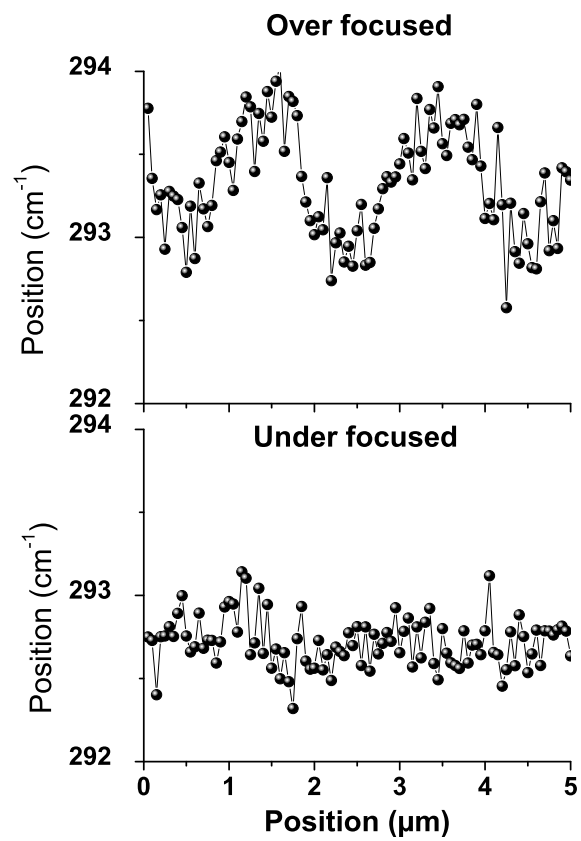 Over focused
294
293
292
Position (cm-1)
294
Under focused
293
292
Position (cm-1)
0 1 2 3 4 5
Position (µm)